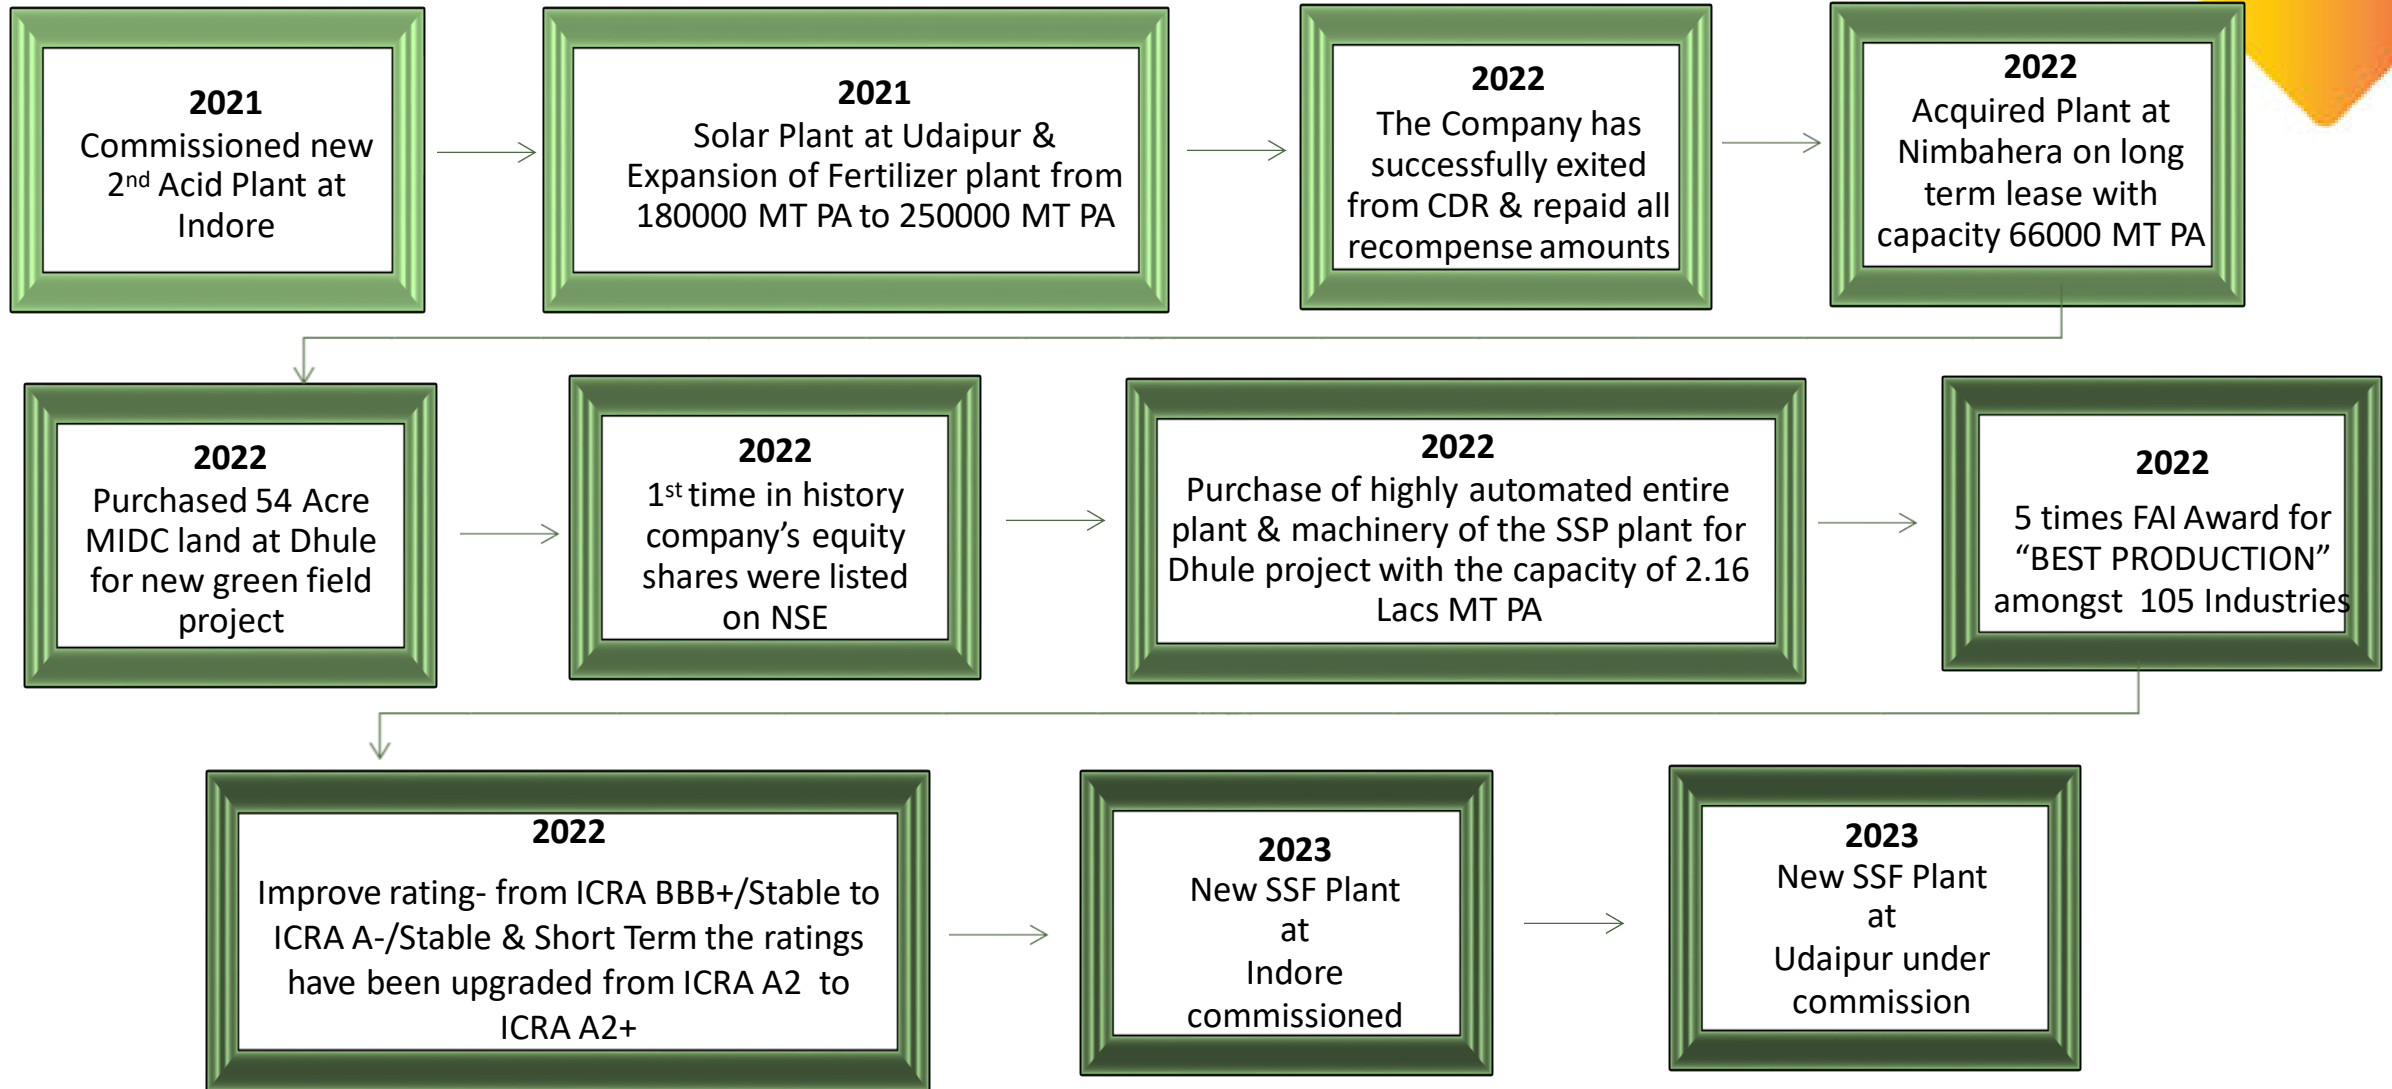 2021
Commissioned new
2nd Acid Plant at
Indore
2021
Solar Plant at Udaipur &
Expansion of Fertilizer plant from
180000 MT PA to 250000 MT PA
2022
The Company has
successfully exited
from CDR & repaid all
recompense amounts
2022
Acquired Plant at
Nimbahera on long
term lease with
capacity 66000 MT PA
2022
Purchased 54 Acre
MIDC land at Dhule
for new green field
project
2022
1st time in history
company’s equity
shares were listed
on NSE
2022
Purchase of highly automated entire
plant & machinery of the SSP plant for
Dhule project with the capacity of 2.16
Lacs MT PA
2022
5 times FAI Award for
“BEST PRODUCTION”
amongst 105 Industries
2022
Improve rating- from ICRA BBB+/Stable to
ICRA A-/Stable & Short Term the ratings
have been upgraded from ICRA A2 to
ICRA A2+
2023
New SSF Plant
at
Indore
commissioned
2023
New SSF Plant
at
Udaipur under
commission